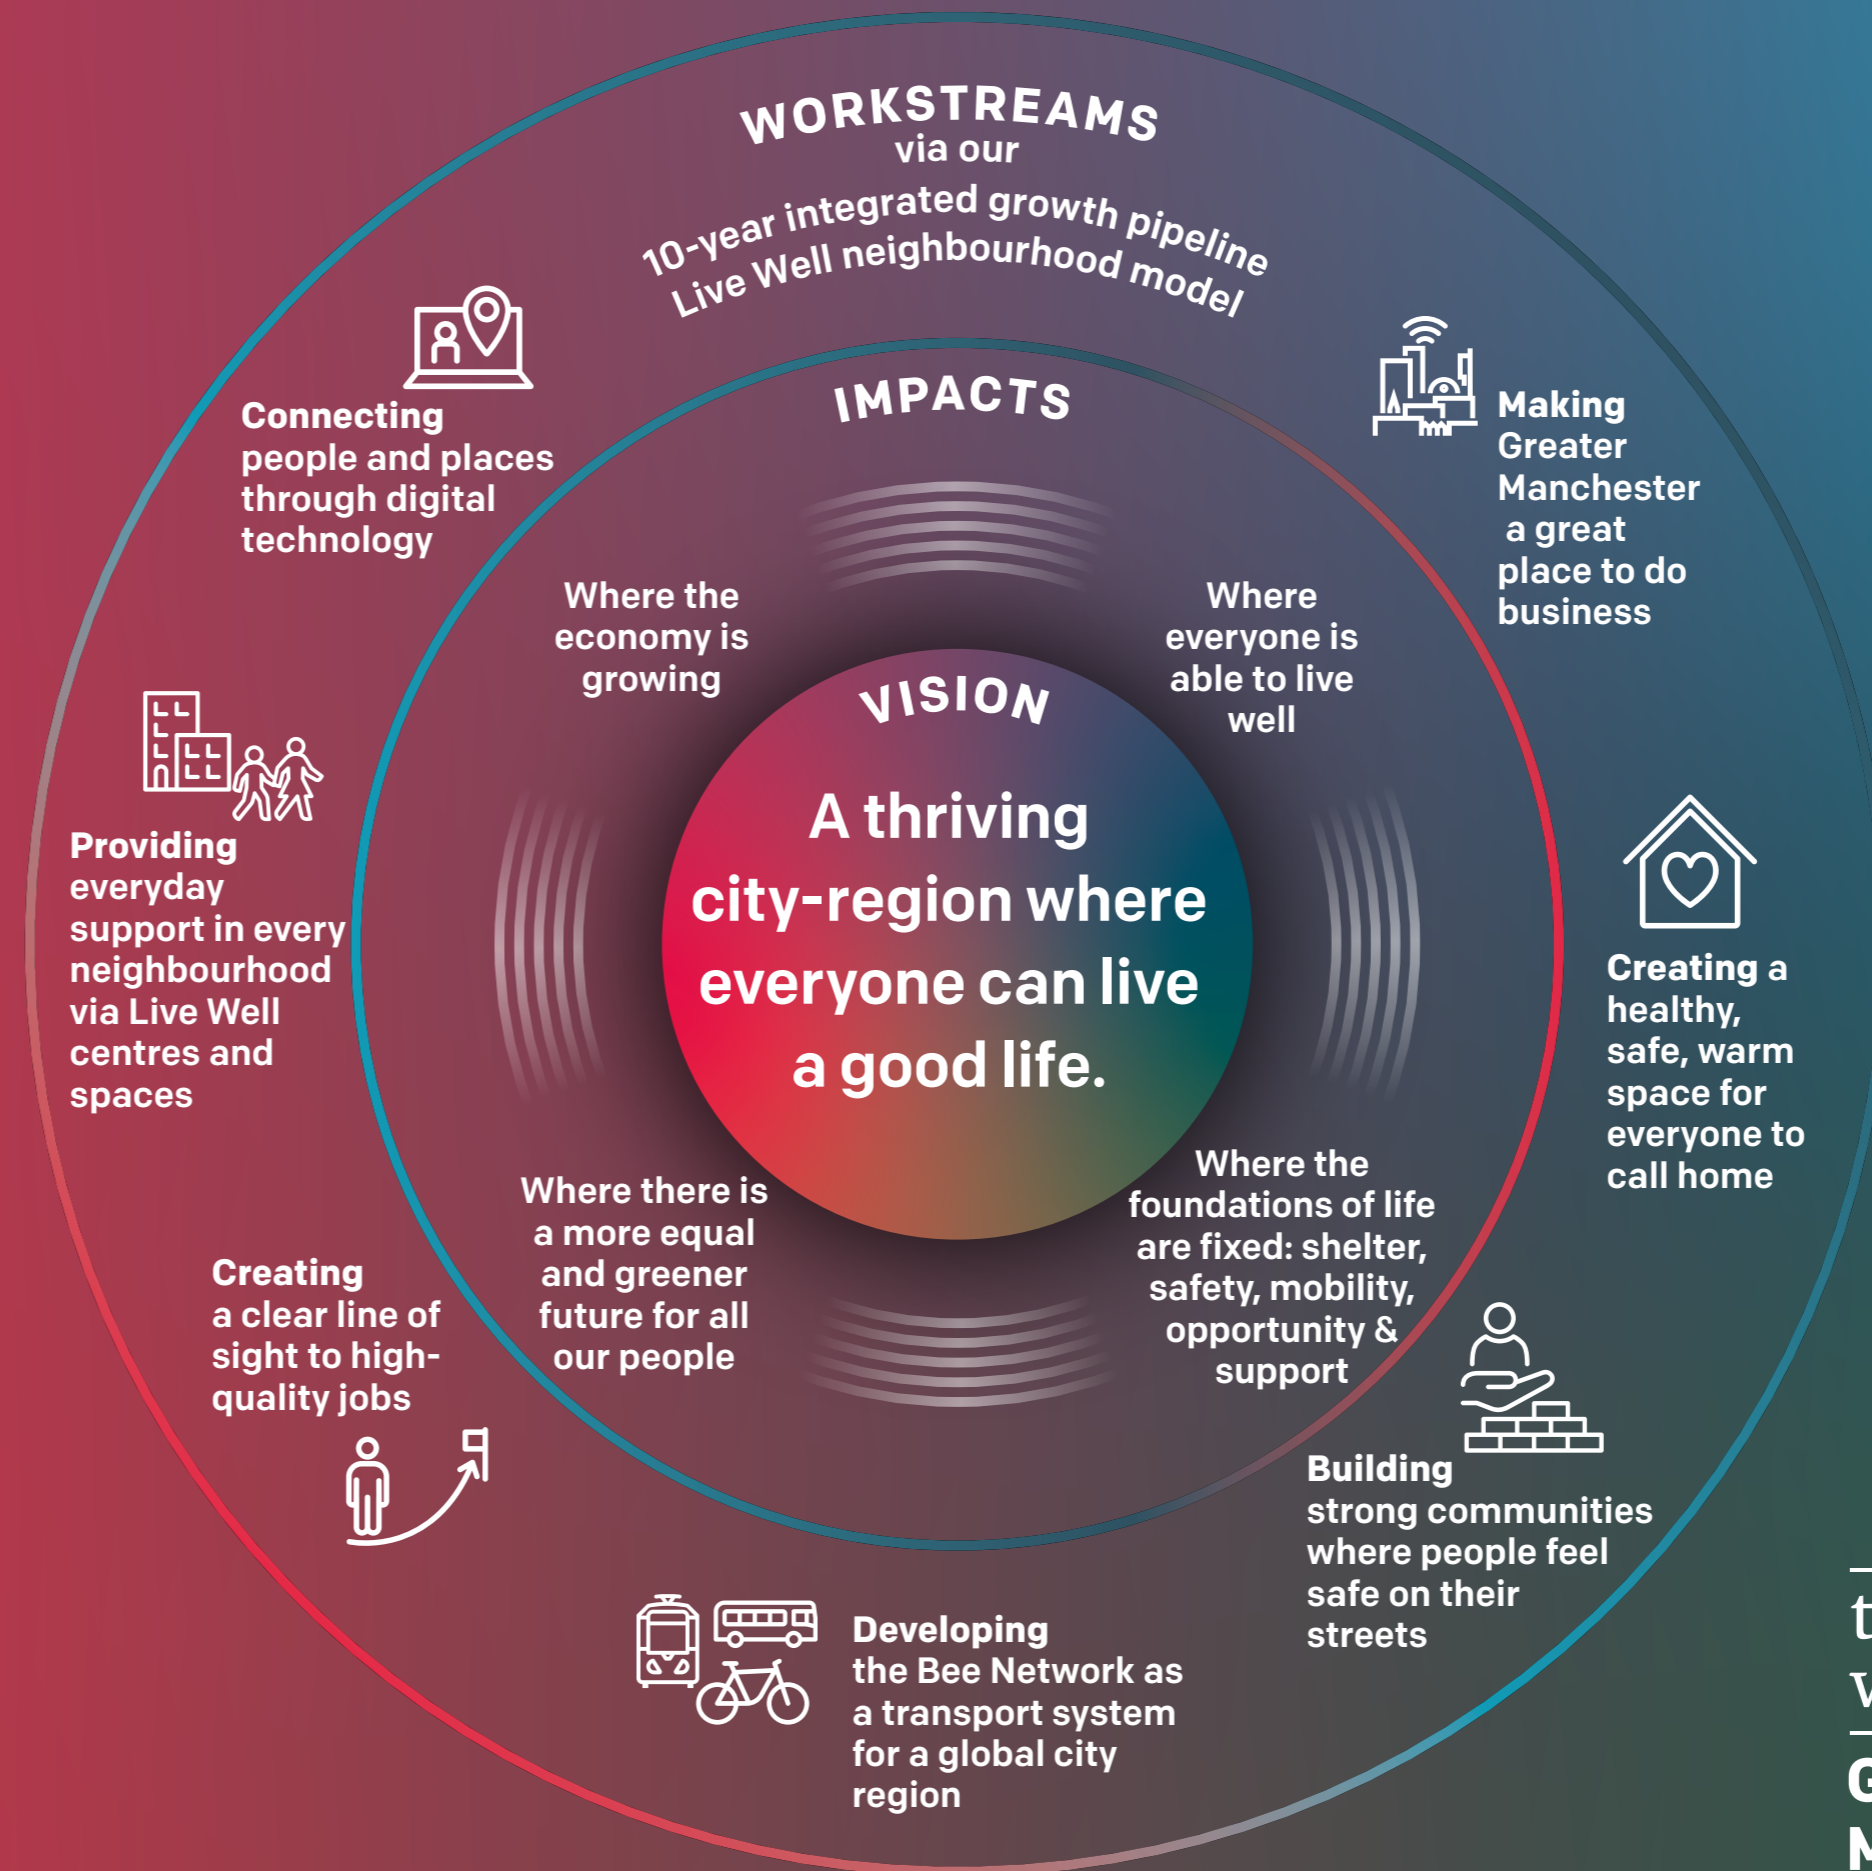 WORKSTREAMS
via our
10-year integrated growth pipeline
Live Well neighbourhood model
Connecting
people and places
through digital
technology
Making
Greater
Manchester
a great
place to do
business
Providing
everyday
support in every
neighbourhood
via Live Well
centres and
spaces
Creating a
healthy,
safe, warm
space for
everyone to
call home
Creating
a clear line of
sight to high-
quality jobs
Building
strong communities
where people feel
safe on their
streets
Developing
the Bee Network as
a transport system
for a global city
region
IMPACTS
Where the
economy is
growing
Where
everyone is
able to live
well
Where there is
a more equal
and greener
future for all
our people
Where the
foundations of life
are fixed: shelter,
safety, mobility,
opportunity &
support
VISION
A thriving
city-region where
everyone can live
a good life.